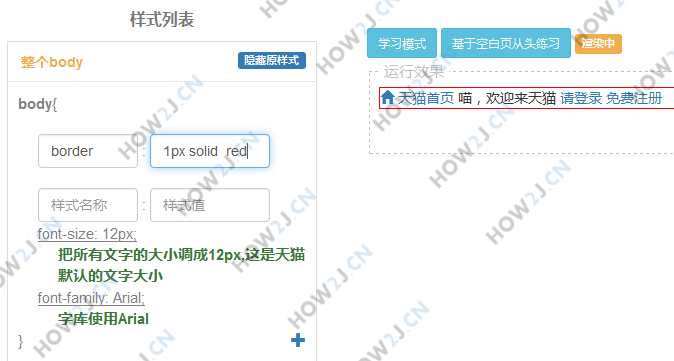 样式列表
整个body
隐藏原样式
body{
border : 1px solid  red
样式名称 : 样式值
font-size: 12px;
把所有文字的大小调成12px,这是天猫
默认的文字大小
font-family: Arial;
字库使用Arial
}
学习模式
基于空白页从头练习
渲染中
运行效果
天猫首页 喵，欢迎来天猫 请登录 免费注册
HOW2J.CN
HOW2J.CN
HOW2J.CN
HOW2J.CN
HOW2J.CN
HOW2J.CN
HOW2J.CN
HOW2J.CN
HOW2J.CN